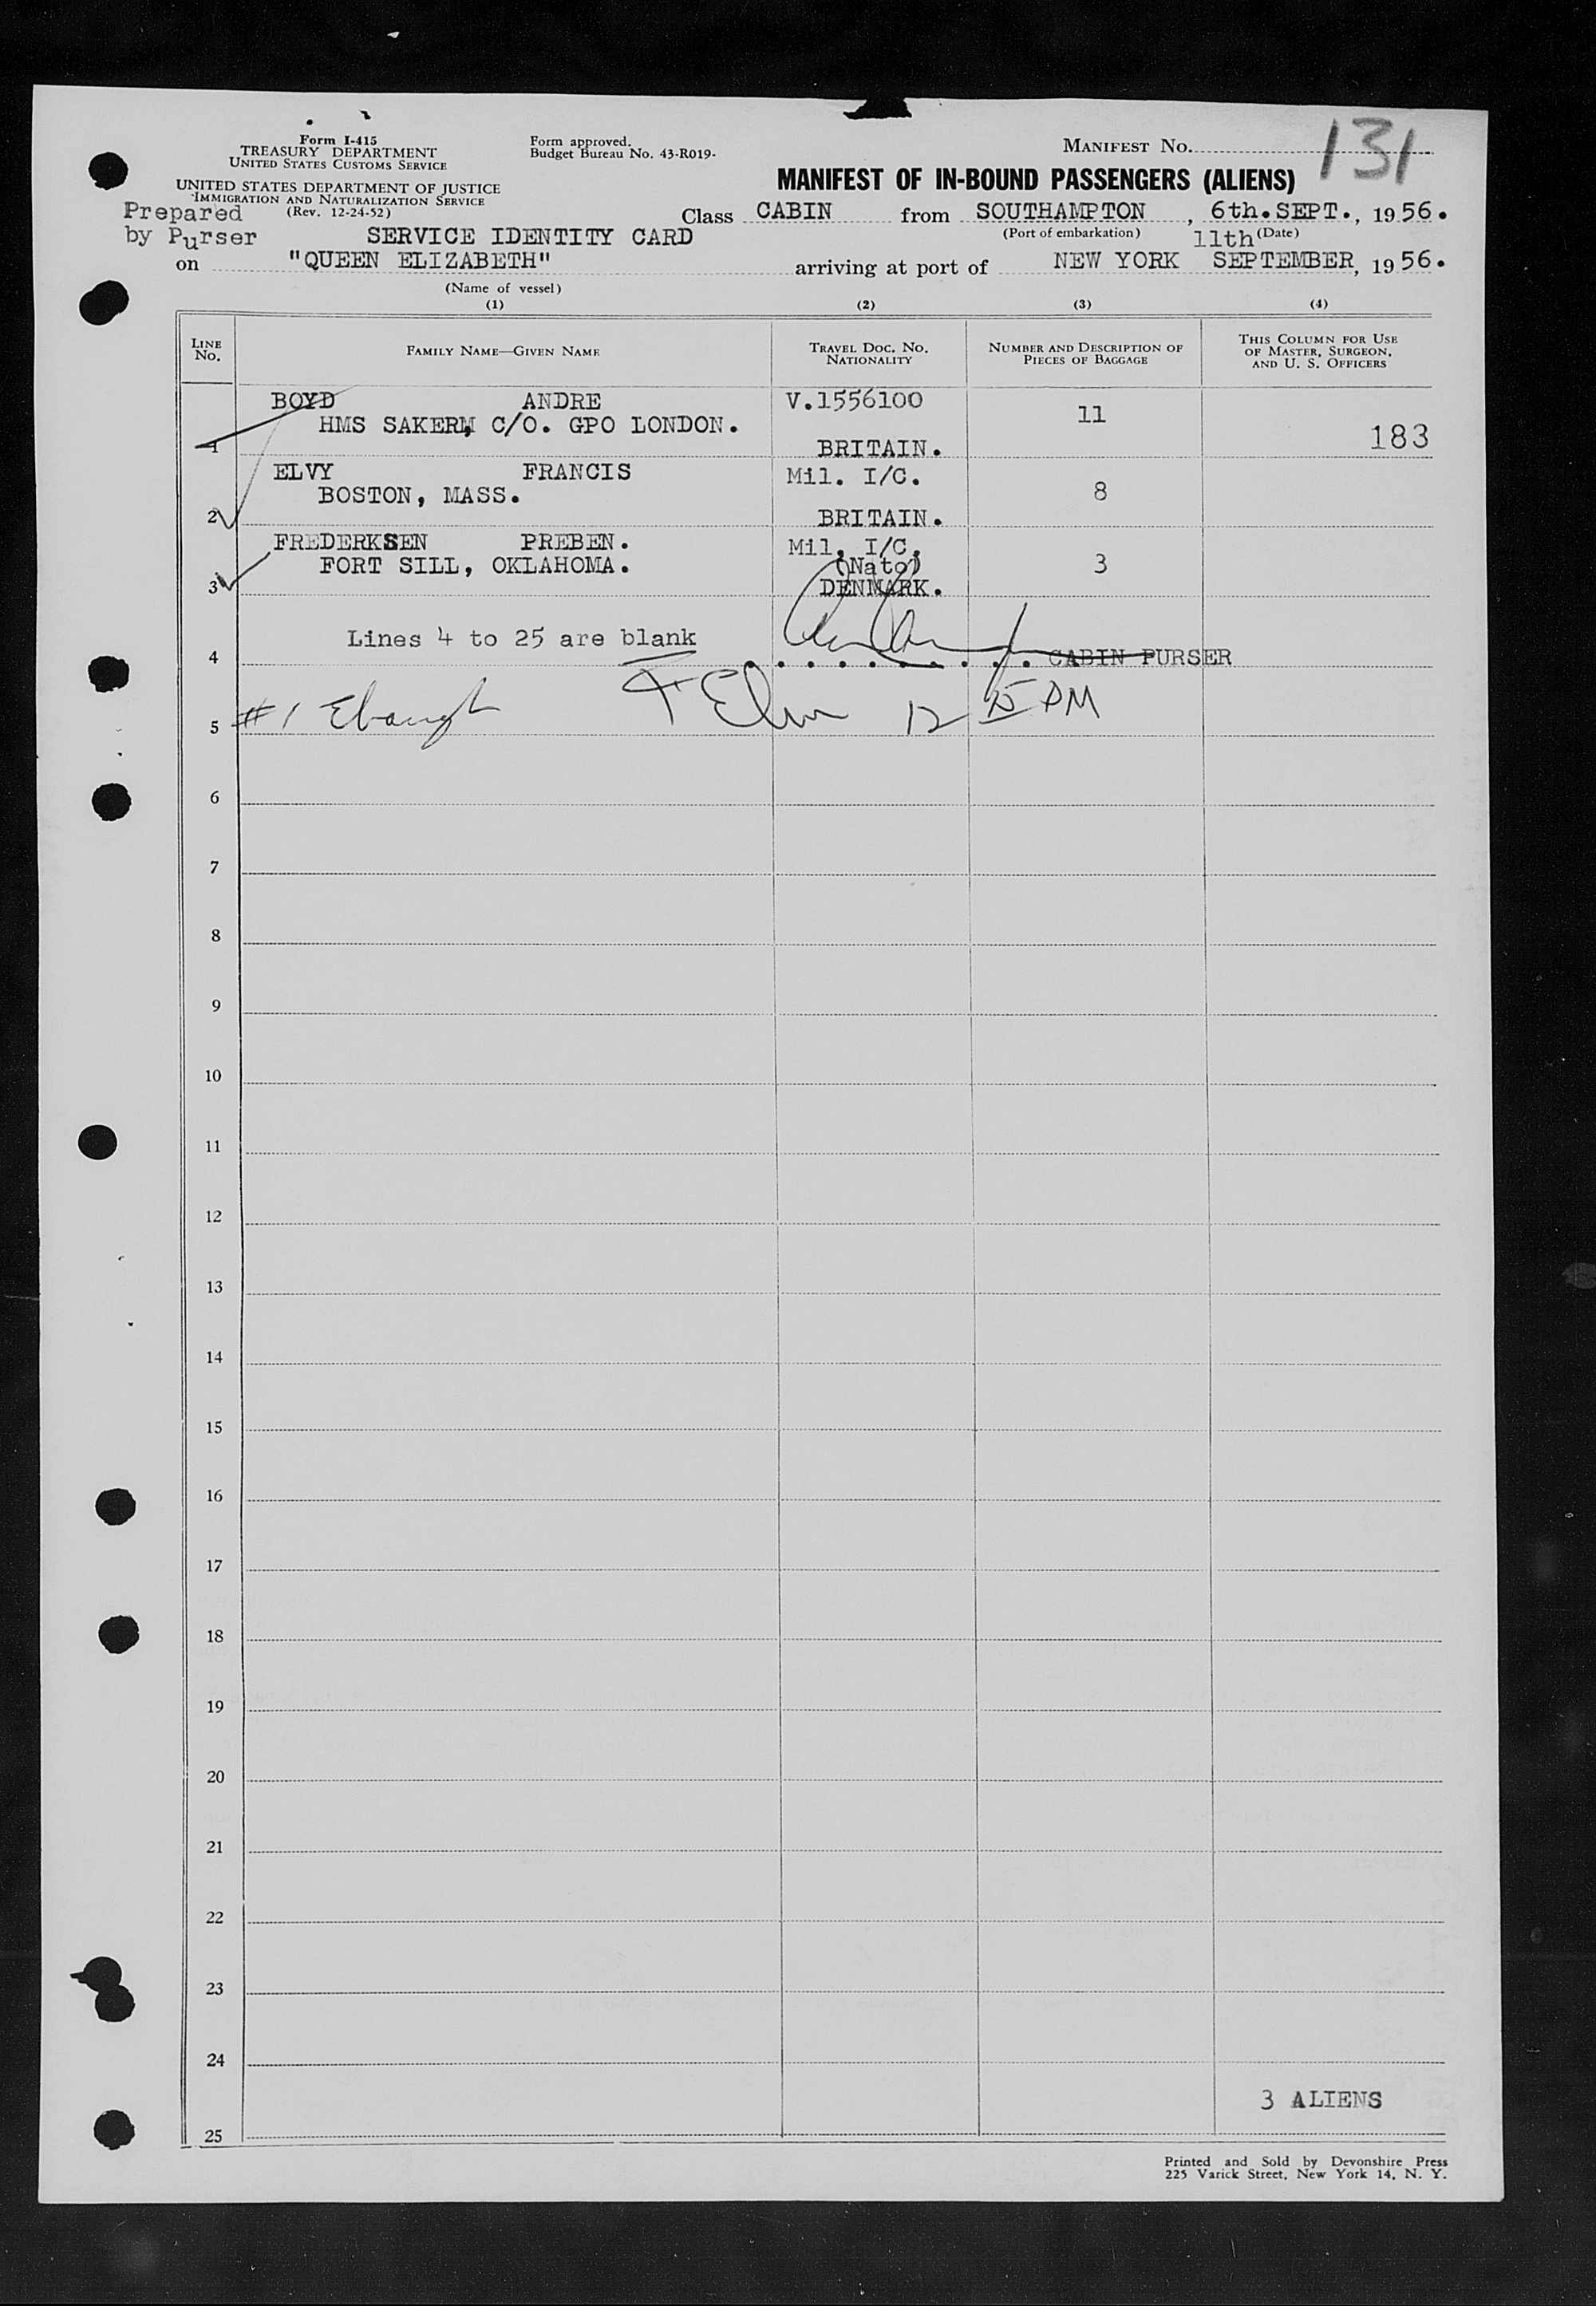 Form I-415
TREASURY DEPARTMENT
UNITED STATES CUSTOMS SERVICE
Form approved.
Budget Bureau No. 43-R019-
MANIFEST No. 131
UNITED STATES DEPARTMENT OF JUSTICE
IMMIGRATION AND NATURALIZATION SERVICE
(Rev. 12-24-52)
MANIFEST OF IN-BOUND PASSENGERS (ALIENS)
Prepared by Purser
Class CABIN from SOUTHAMPTON, 6th. SEPT., 1956.
(Port of embarkation) (Date)
SERVICE IDENTITY CARD
on "QUEEN ELIZABETH" arriving at port of NEW YORK 11th SEPTEMBER, 1956.
(Name of vessel)
(1) (2) (3) (4)
LINE No. FAMILY NAME—GIVEN NAME TRAVEL DOC. NO. NATIONALITY NUMBER AND DESCRIPTION OF PIECES OF BAGGAGE THIS COLUMN FOR USE OF MASTER, SURGEON, AND U. S. OFFICERS
BOYD ANDRE V.1556100 11
HMS SAKER, C/O. GPO LONDON.
1 BRITAIN. 183
ELVY FRANCIS Mil. I/C. 8
BOSTON, MASS.
2 BRITAIN.
FREDERKSEN PREBEN. Mil. I/C.
FORT SILL, OKLAHOMA. (Nato) 3
3 DENMARK.
Lines 4 to 25 are blank
4 CABIN PURSER
5 #1 Ebaugh 12 15 PM
6
7
8
9
10
11
12
13
14
15
16
17
18
19
20
21
22
23
24
3 ALIENS
25
Printed and Sold by Devonshire Press
225 Varick Street, New York 14, N. Y.